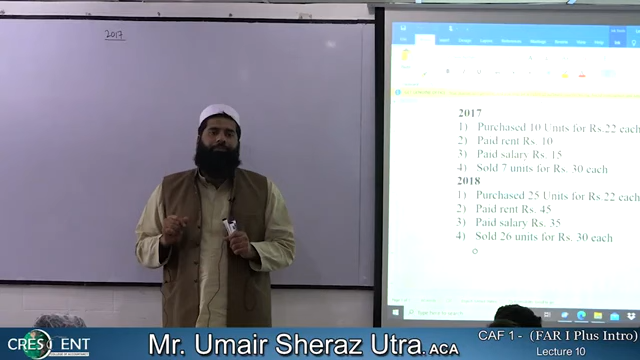 2017
2017
1) Purchased 10 Units for Rs.22 each
2) Paid rent Rs. 10
3) Paid salary Rs. 15
4) Sold 7 units for Rs. 30 each
2018
1) Purchased 25 Units for Rs.22 each
2) Paid rent Rs. 45
3) Paid salary Rs. 35
4) Sold 26 units for Rs. 30 each
CRESCENT
COLLEGE OF ACCOUNTANCY
Mr. Umair Sheraz Utra. ACA
CAF 1 - (FAR I Plus Intro)
Lecture 10